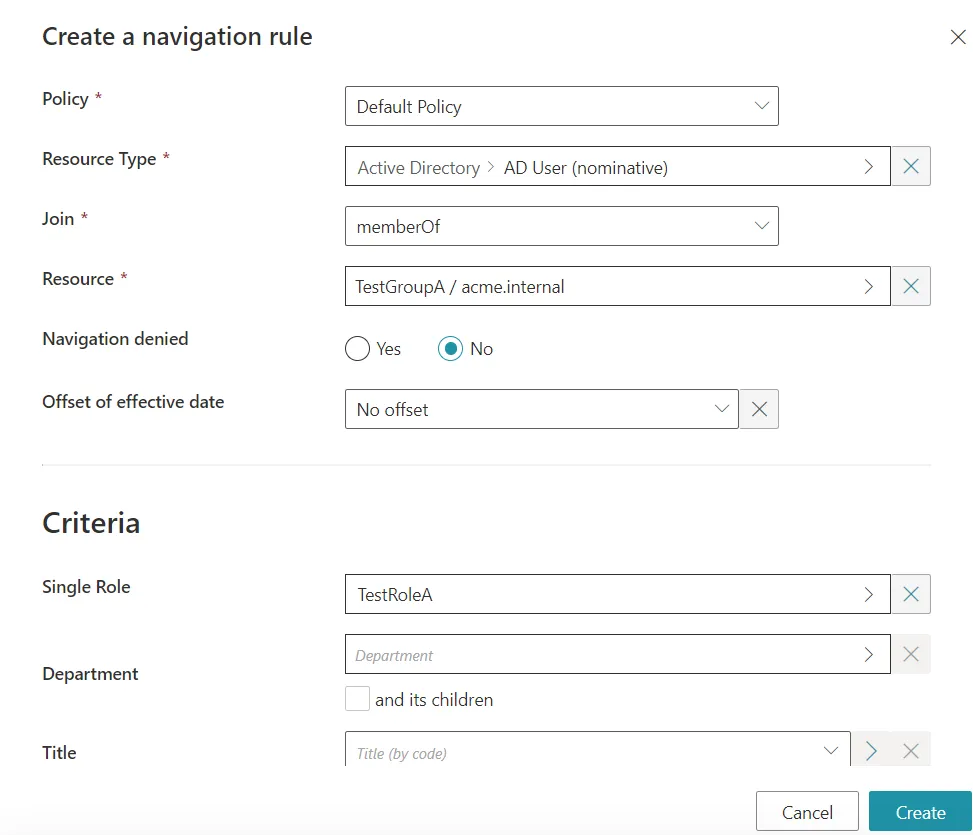 Create a navigation rule
Policy *
Default Policy
Resource Type *
Active Directory > AD User (nominative)
Join *
memberOf
Resource *
TestGroupA / acme.internal
Navigation denied
Yes
No
Offset of effective date
No offset
Criteria
Single Role
TestRoleA
Department
Department
and its children
Title
Title (by code)
Cancel
Create